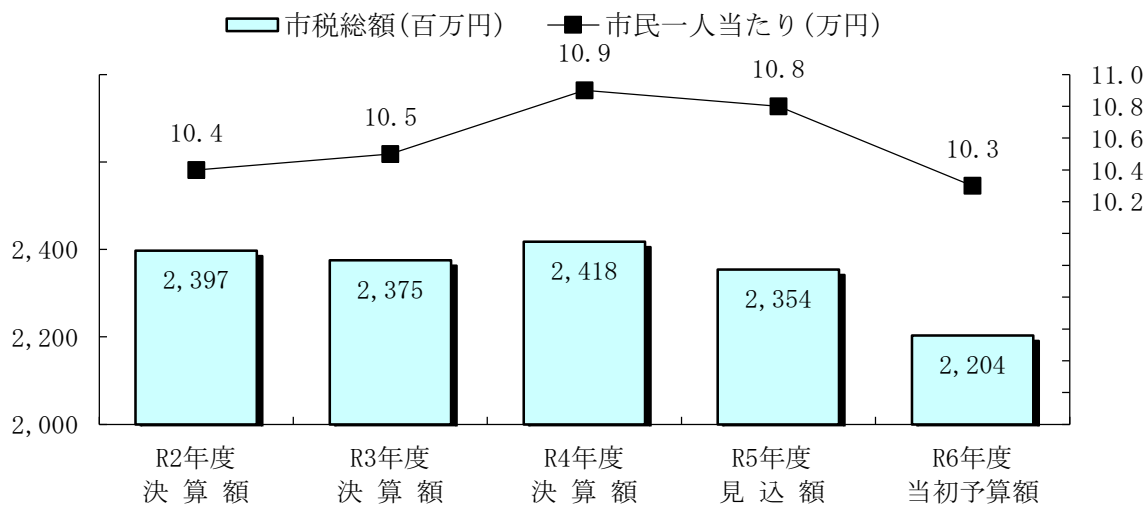 市税総額(百万円) 市民一人当たり(万円)
10.4
10.5
10.9
10.8
10.3
11.0
10.8
10.6
10.4
10.2
2,400
2,200
2,000
2,397
2,375
2,418
2,354
2,204
R2年度
決 算 額
R3年度
決 算 額
R4年度
決 算 額
R5年度
見 込 額
R6年度
当初予算額